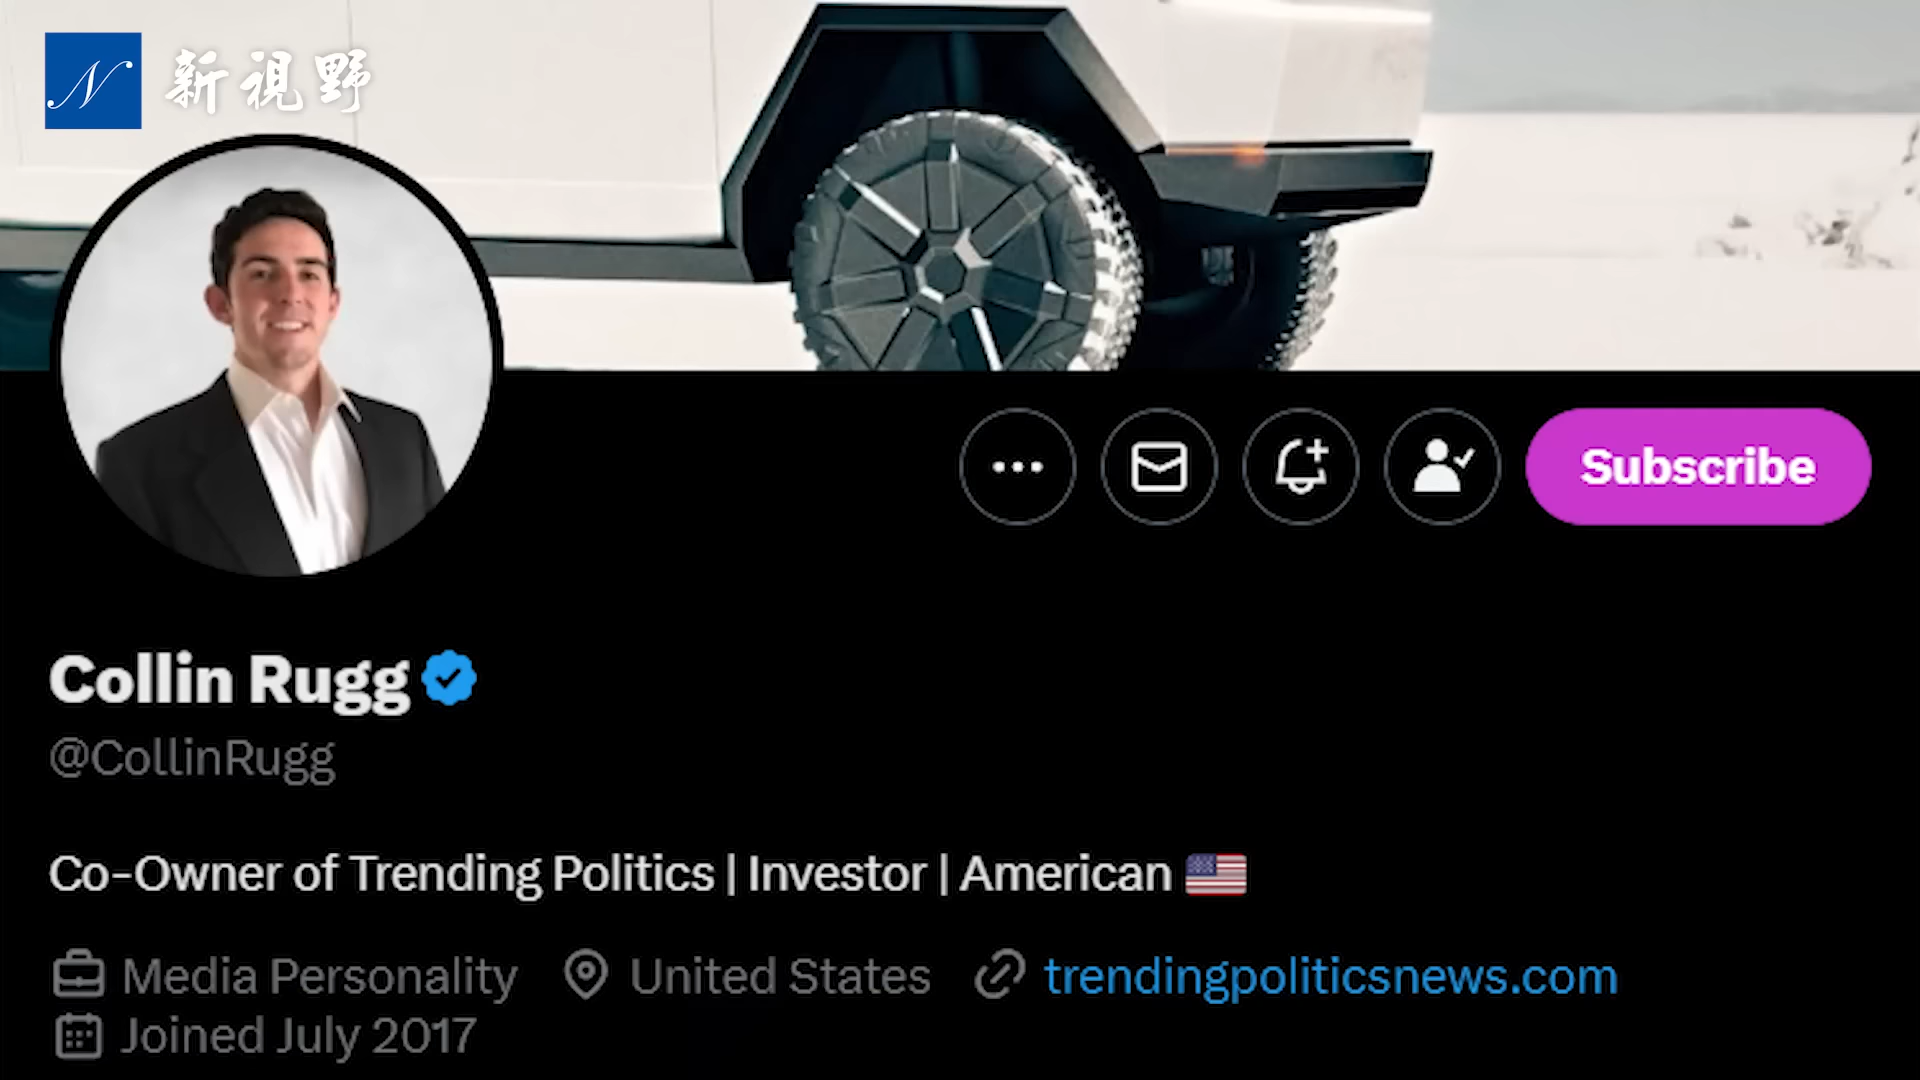 N 新視野
Subscribe
Collin Rugg
@CollinRugg
Co-Owner of Trending Politics | Investor | American 🇺🇸
Media Personality United States trendingpoliticsnews.com
Joined July 2017